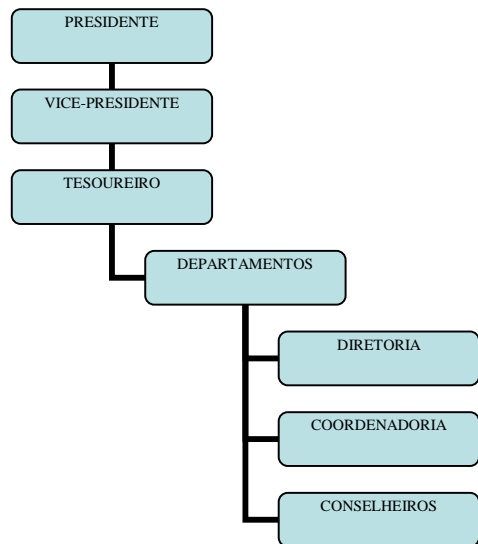 PRESIDENTE
VICE-PRESIDENTE
TESOUREIRO
DEPARTAMENTOS
DIRETORIA
COORDENADORIA
CONSELHEIROS